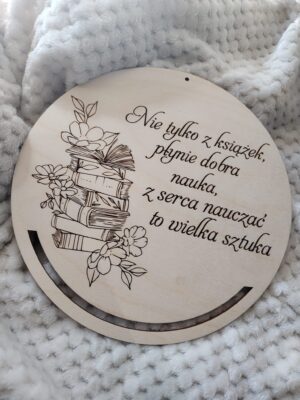 Nie tylko z książek,
płynie dobra
nauka,
z serca nauczać
to wielka sztuka